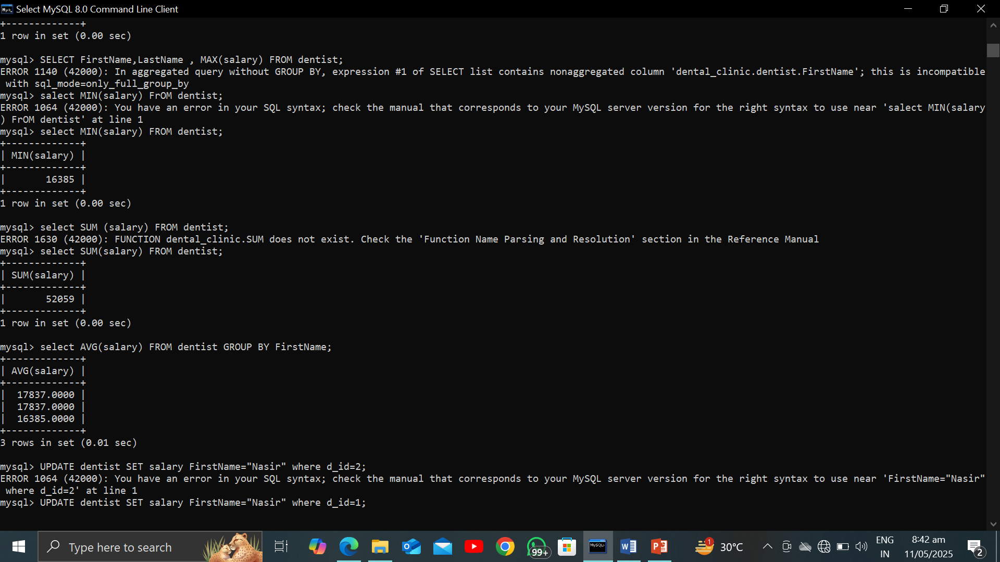 Select MySQL 8.0 Command Line Client
+-------------+
1 row in set (0.00 sec)
mysql> SELECT FirstName,LastName , MAX(salary) FROM dentist;
ERROR 1140 (42000): In aggregated query without GROUP BY, expression #1 of SELECT list contains nonaggregated column 'dental_clinic.dentist.FirstName'; this is incompatible
 with sql_mode=only_full_group_by
mysql> salect MIN(salary) FrOM dentist;
ERROR 1064 (42000): You have an error in your SQL syntax; check the manual that corresponds to your MySQL server version for the right syntax to use near 'salect MIN(salary
) FrOM dentist' at line 1
mysql> select MIN(salary) FROM dentist;
+-------------+
| MIN(salary) |
+-------------+
|       16385 |
+-------------+
1 row in set (0.00 sec)
mysql> select SUM (salary) FROM dentist;
ERROR 1630 (42000): FUNCTION dental_clinic.SUM does not exist. Check the 'Function Name Parsing and Resolution' section in the Reference Manual
mysql> select SUM(salary) FROM dentist;
+-------------+
| SUM(salary) |
+-------------+
|       52059 |
+-------------+
1 row in set (0.00 sec)
mysql> select AVG(salary) FROM dentist GROUP BY FirstName;
+-------------+
| AVG(salary) |
+-------------+
|  17837.0000 |
|  17837.0000 |
|  16385.0000 |
+-------------+
3 rows in set (0.01 sec)
mysql> UPDATE dentist SET salary FirstName="Nasir" where d_id=2;
ERROR 1064 (42000): You have an error in your SQL syntax; check the manual that corresponds to your MySQL server version for the right syntax to use near 'FirstName="Nasir"
 where d_id=2' at line 1
mysql> UPDATE dentist SET salary FirstName="Nasir" where d_id=1;
Type here to search
99+
MySQL
1
30°C
ENG
IN
8:42 am
11/05/2025
2